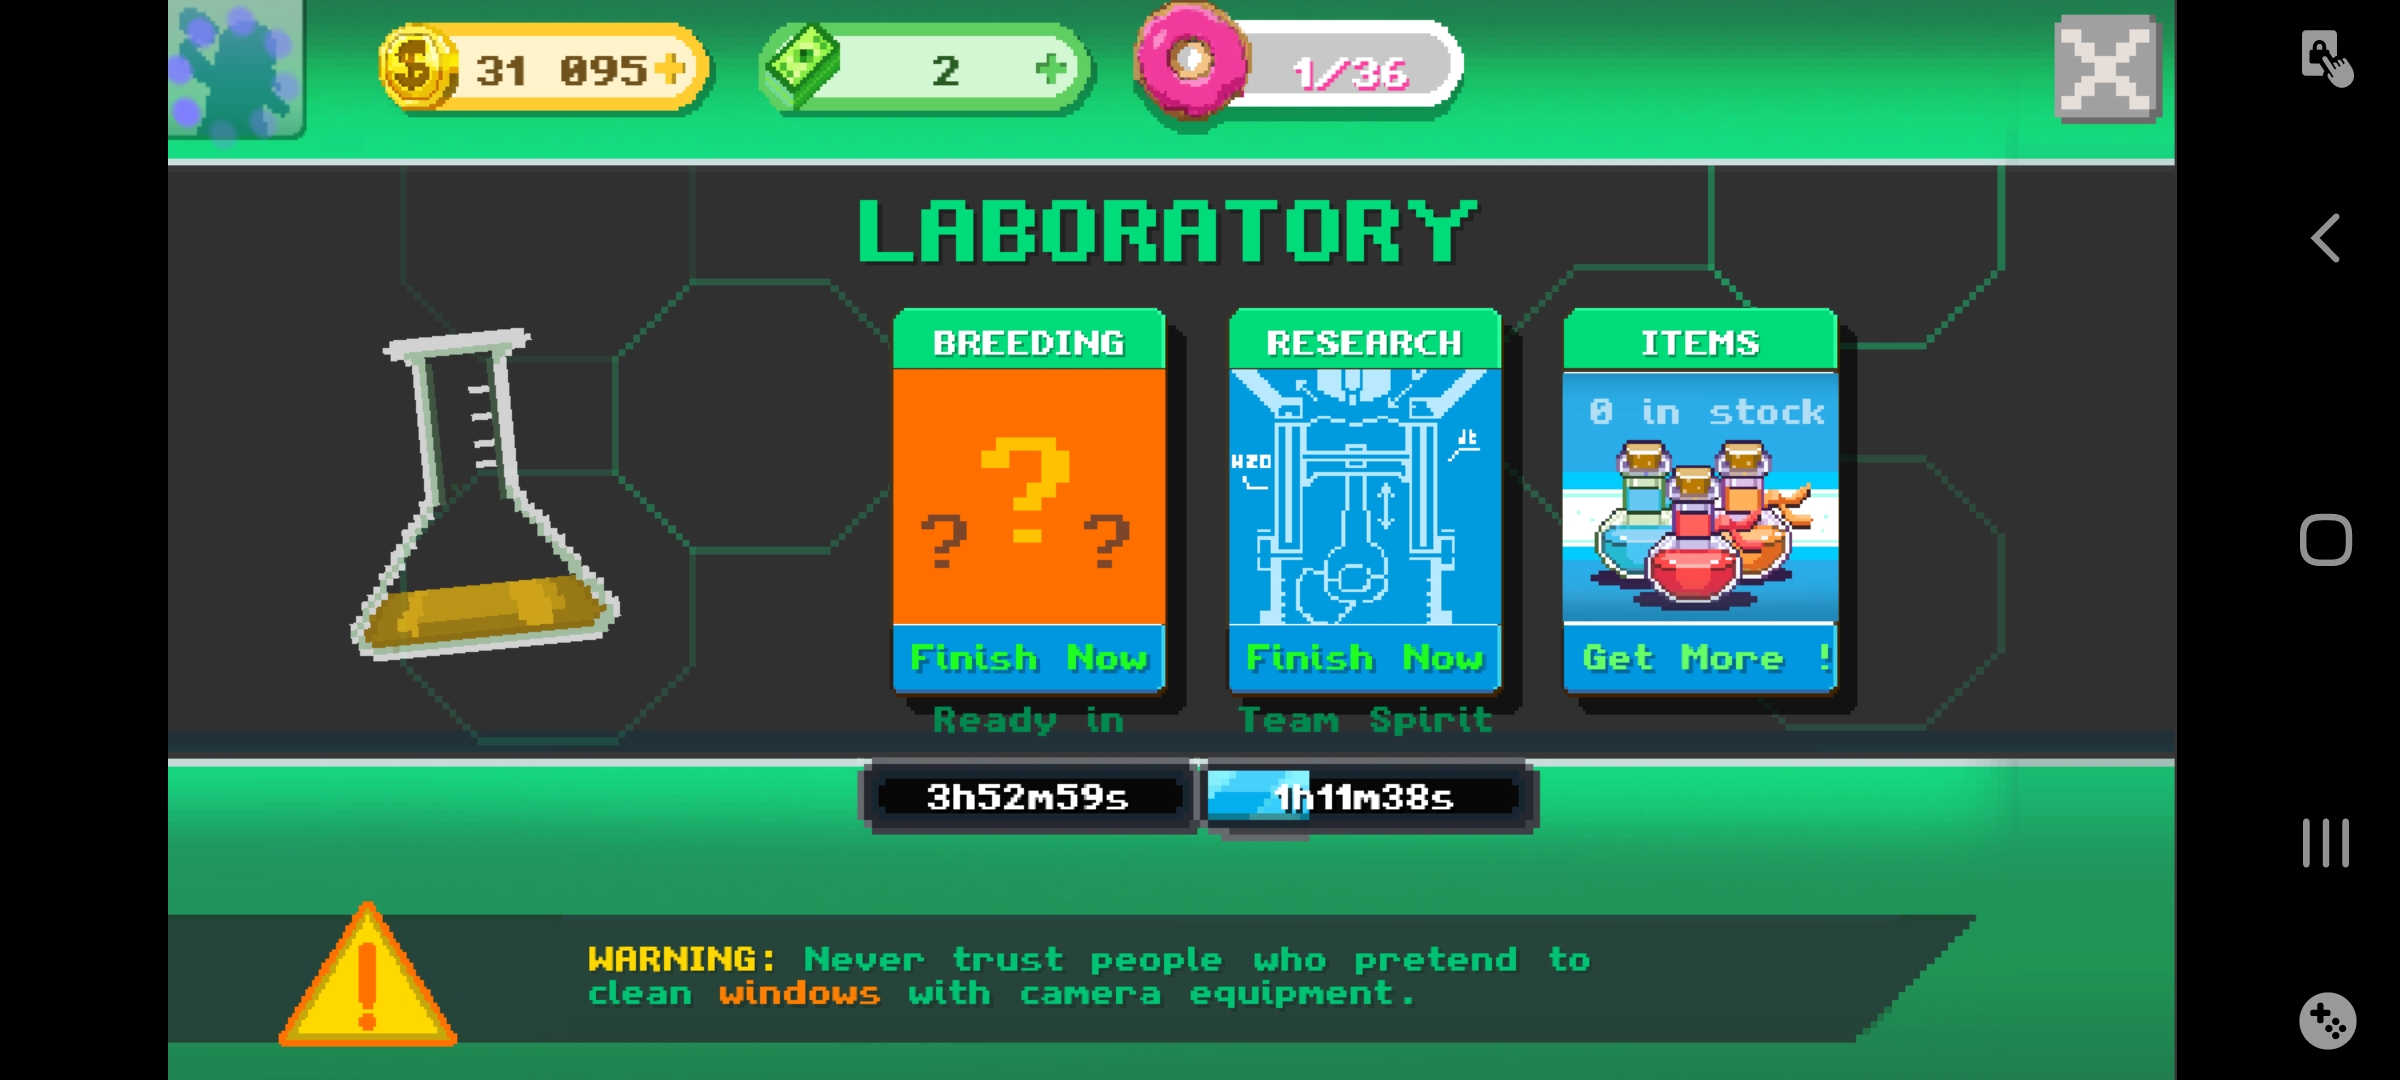 31 095 +
2 +
1/36
LABORATORY
BREEDING
RESEARCH
ITEMS
0 in stock
H2O
dt
? ? ?
Finish Now
Finish Now
Get More !
Ready in
Team Spirit
3h52m59s
1h11m38s
WARNING: Never trust people who pretend to
clean windows with camera equipment.